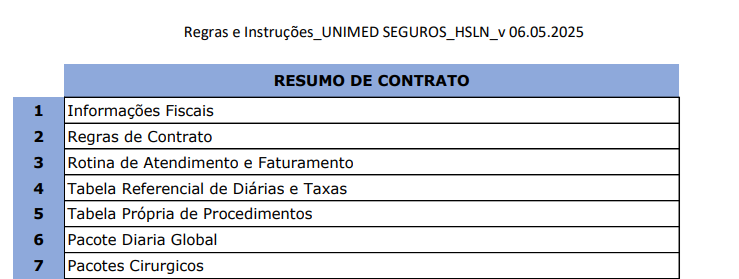 Regras e Instruções_UNIMED SEGUROS_HSLN_v 06.05.2025
RESUMO DE CONTRATO
1 Informações Fiscais
2 Regras de Contrato
3 Rotina de Atendimento e Faturamento
4 Tabela Referencial de Diárias e Taxas
5 Tabela Própria de Procedimentos
6 Pacote Diaria Global
7 Pacotes Cirurgicos